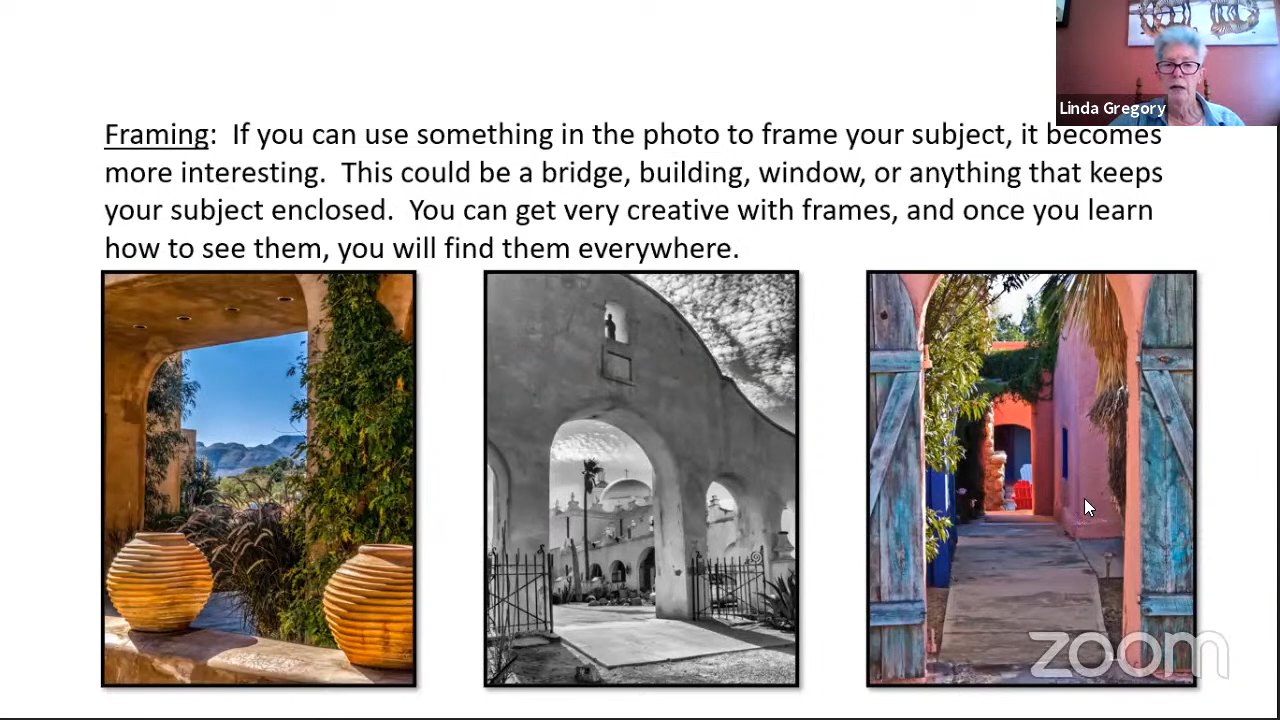 Linda Gregory
Framing:  If you can use something in the photo to frame your subject, it becomes
more interesting.  This could be a bridge, building, window, or anything that keeps
your subject enclosed.  You can get very creative with frames, and once you learn
how to see them, you will find them everywhere.
zoom